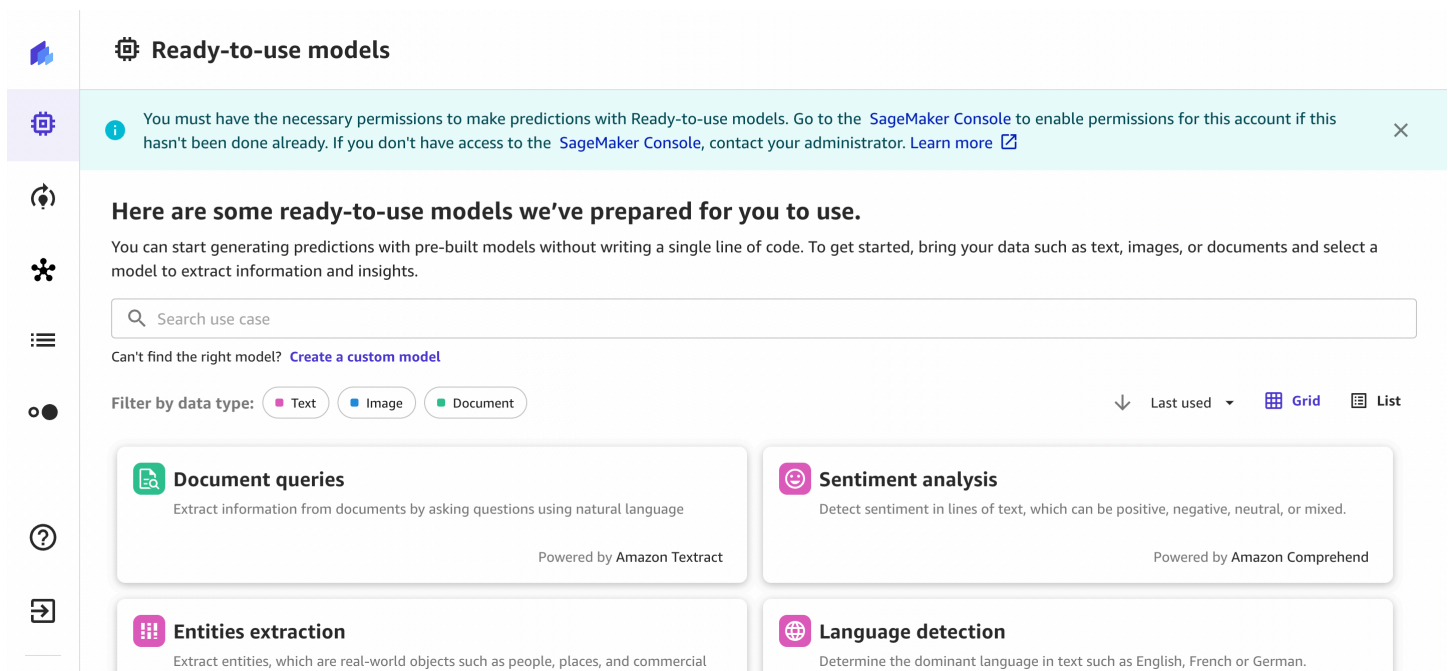 Ready-to-use models
You must have the necessary permissions to make predictions with Ready-to-use models. Go to the SageMaker Console to enable permissions for this account if this
hasn't been done already. If you don't have access to the SageMaker Console, contact your administrator. Learn more
Here are some ready-to-use models we’ve prepared for you to use.
You can start generating predictions with pre-built models without writing a single line of code. To get started, bring your data such as text, images, or documents and select a
model to extract information and insights.
Search use case
Can't find the right model? Create a custom model
Filter by data type: Text Image Document Last used Grid List
Document queries
Extract information from documents by asking questions using natural language
Powered by Amazon Textract
Sentiment analysis
Detect sentiment in lines of text, which can be positive, negative, neutral, or mixed.
Powered by Amazon Comprehend
Entities extraction
Extract entities, which are real-world objects such as people, places, and commercial
Language detection
Determine the dominant language in text such as English, French or German.